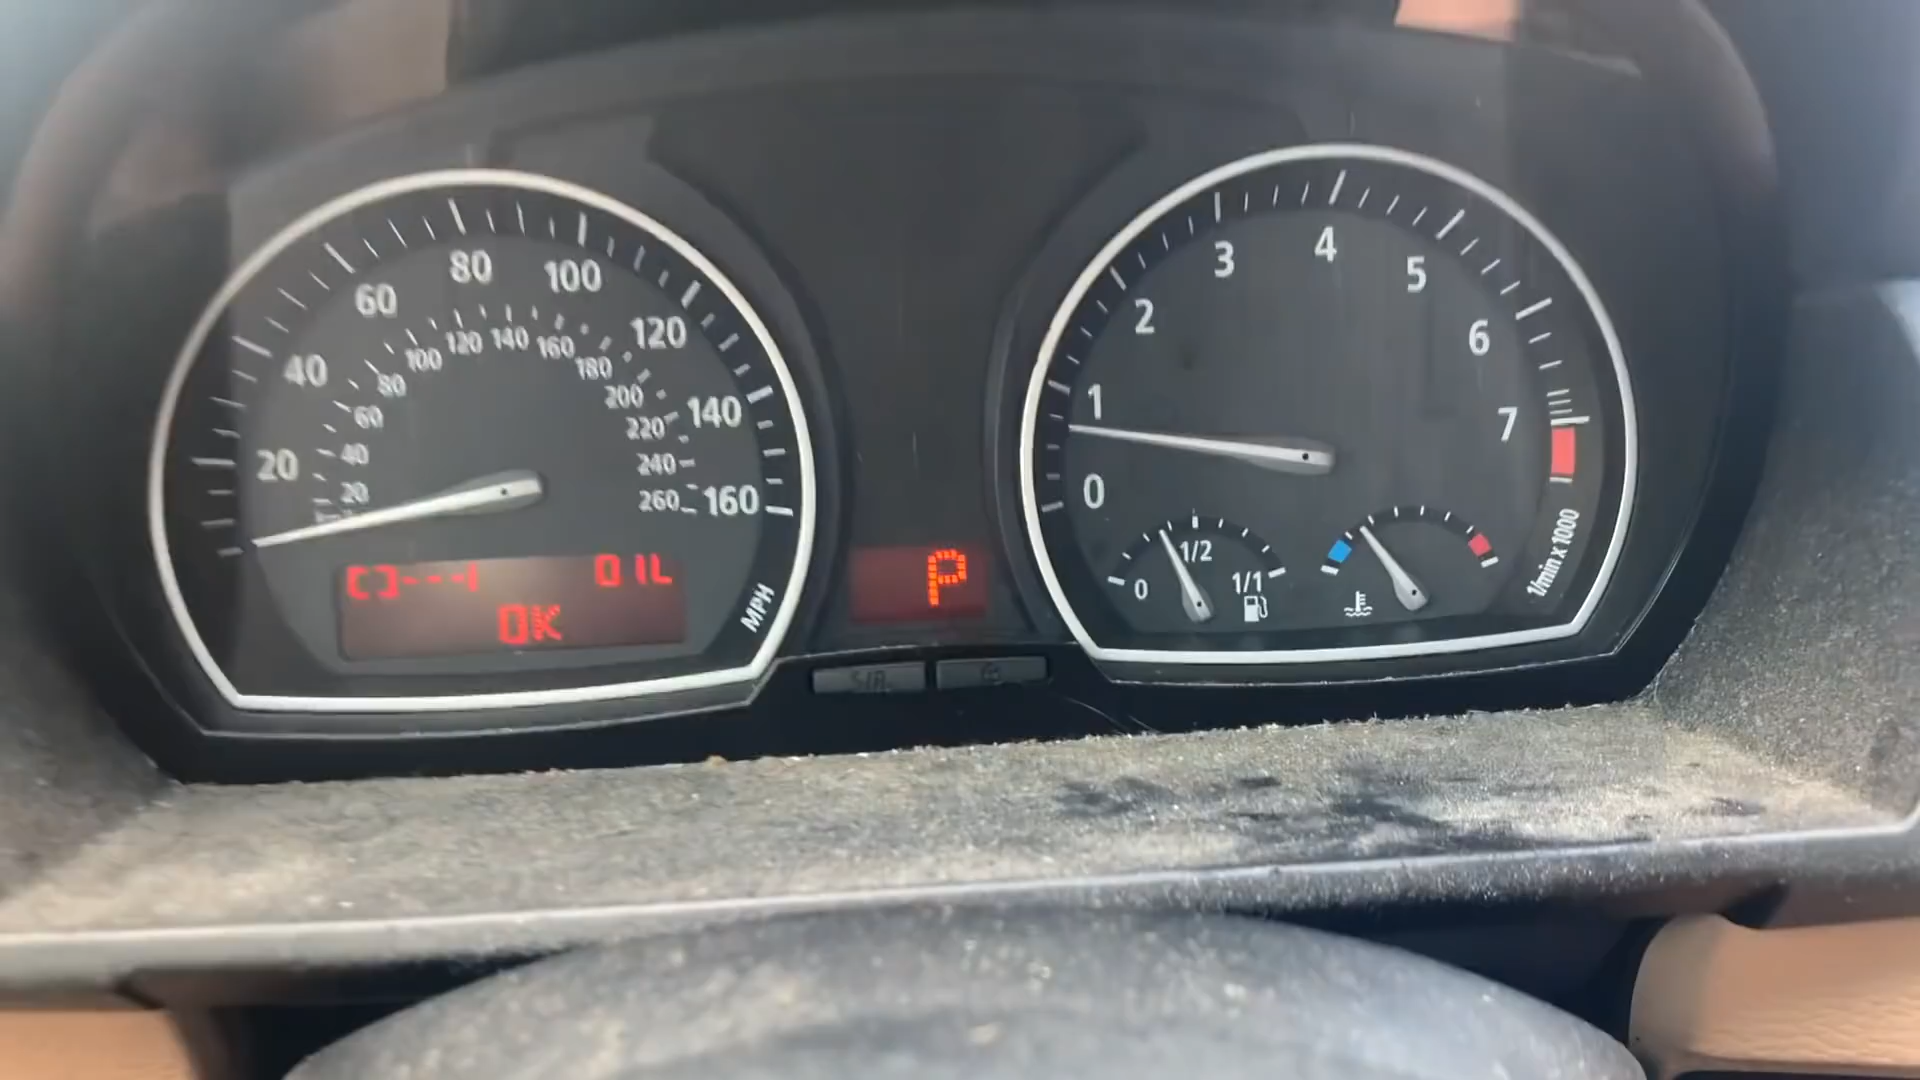 20 40 60 80 100 120 140 160
20 40 60 80 100 120 140 160 180 200 220 240 260
MPH
OIL
OK
P
0 1 2 3 4 5 6 7
1/min x 1000
0 1/2 1/1